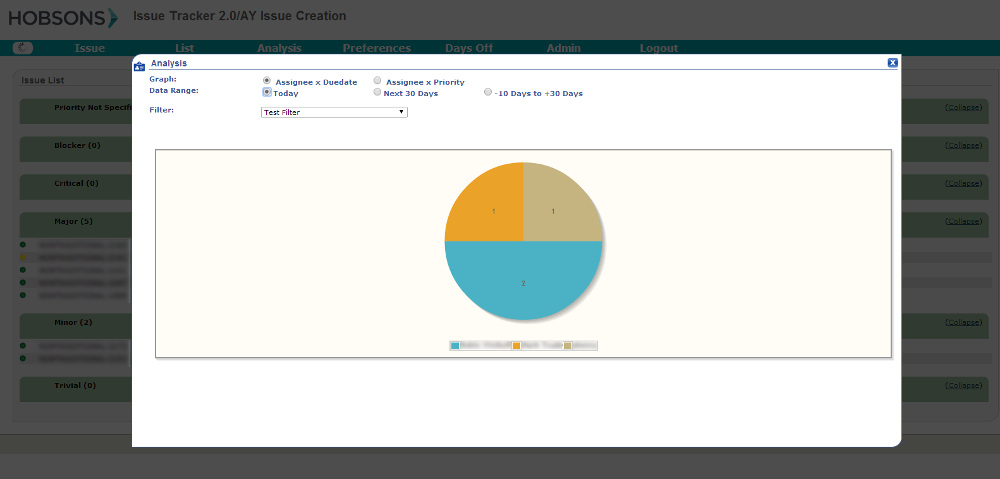 HOBSONS
Issue Tracker 2.0/AY Issue Creation
Issue List Analysis Preferences Days Off Admin Logout
Issue List
Analysis X
Graph: Assignee x Duedate Assignee x Priority
Data Range: Today Next 30 Days -10 Days to +30 Days
Filter: Test Filter
Priority Not Specifi (Collapse)
Blocker (0) (Collapse)
Critical (0) (Collapse)
Major (5) (Collapse)
Minor (2) (Collapse)
Trivial (0) (Collapse)
1 1
2